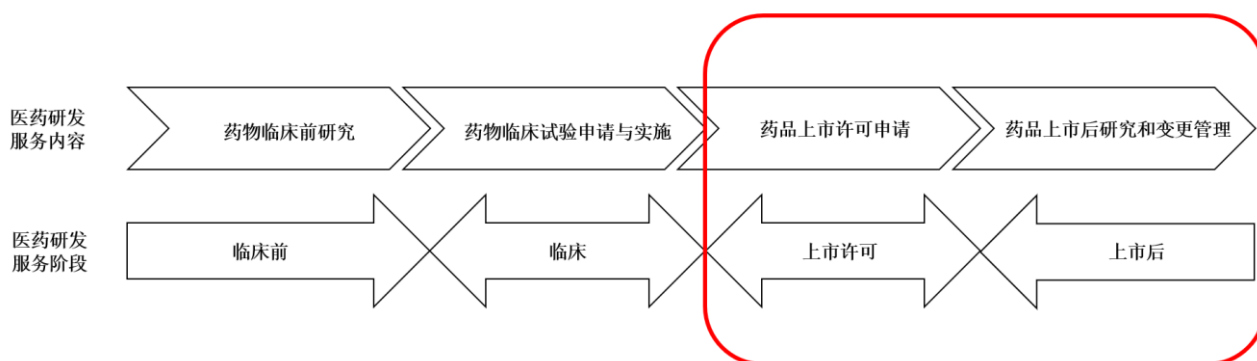 医药研发
服务内容
药物临床前研究
药物临床试验申请与实施
药品上市许可申请
药品上市后研究和变更管理
医药研发
服务阶段
临床前
临床
上市许可
上市后